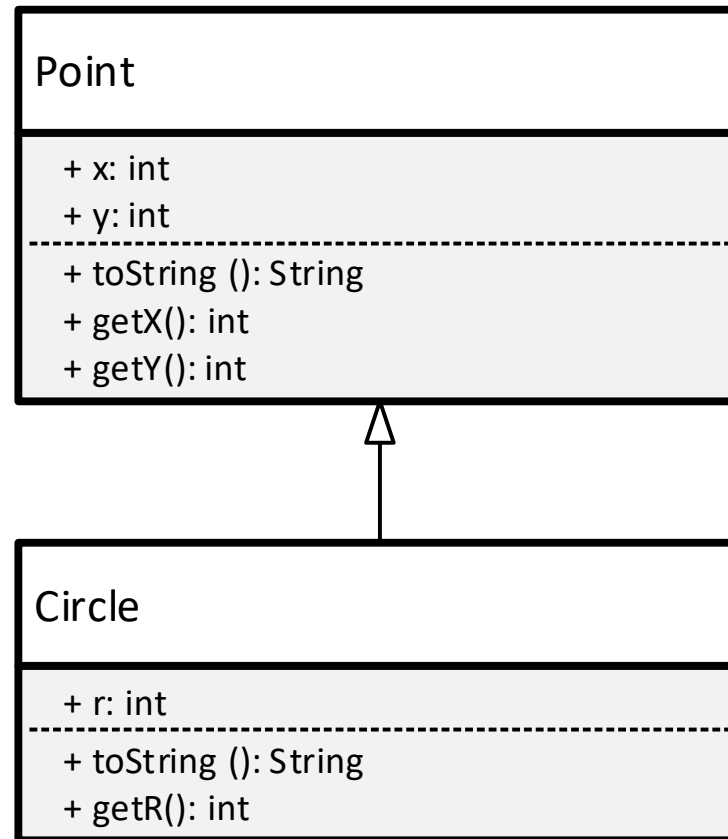 Point
+ x: int
+ y: int
+ toString (): String
+ getX(): int
+ getY(): int
Circle
+ r: int
+ toString (): String
+ getR(): int